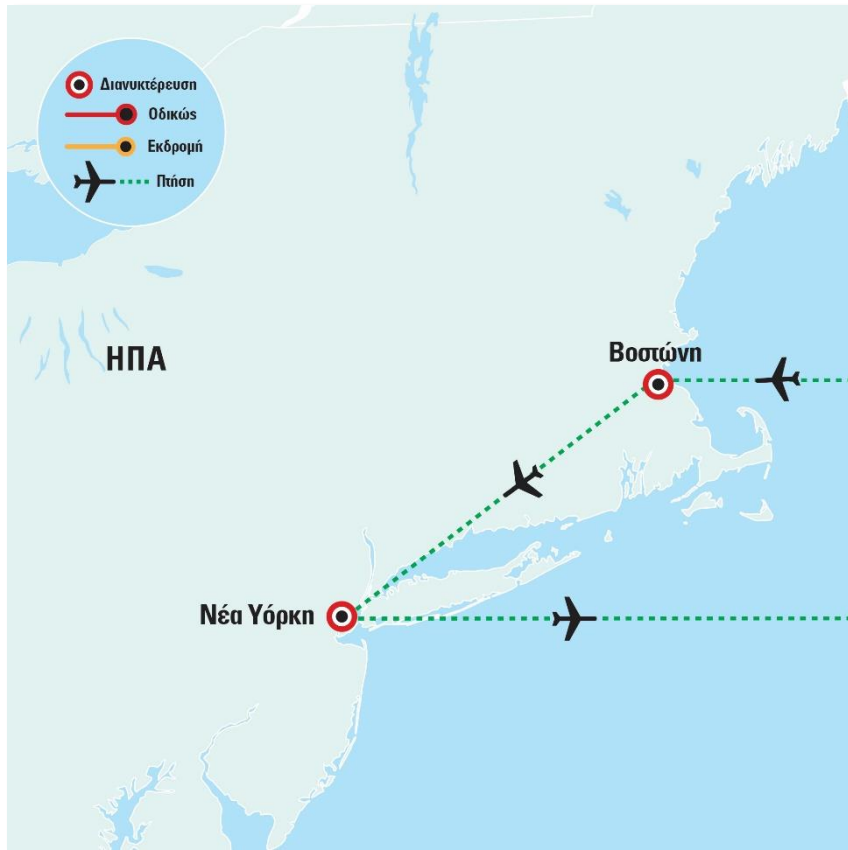 Διανυκτέρευση
Οδικώς
Εκδρομή
Πτήση
ΗΠΑ
Βοστώνη
Νέα Υόρκη